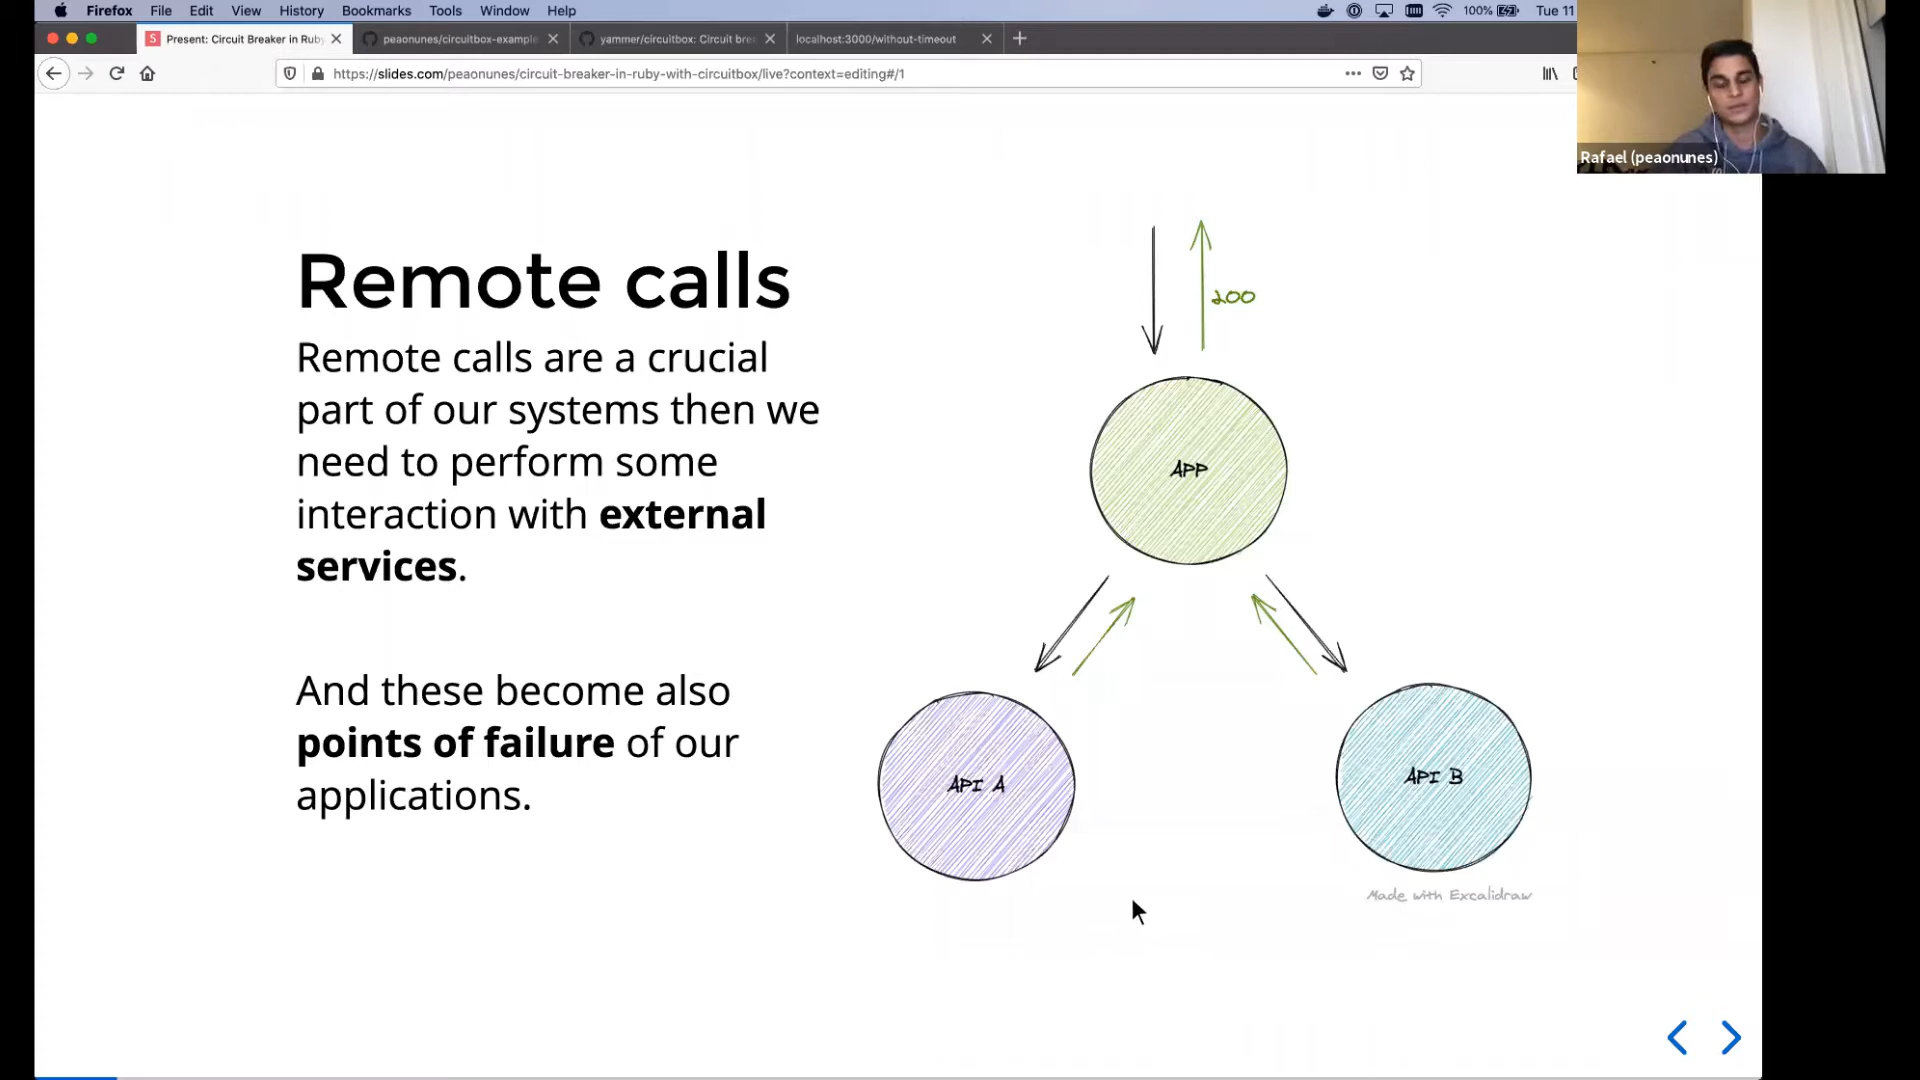 Firefox File Edit View History Bookmarks Tools Window Help 100% Tue 11
Present: Circuit Breaker in Ruby peaonunes/circuitbox-example yammer/circuitbox: Circuit bre localhost:3000/without-timeout
https://slides.com/peaonunes/circuit-breaker-in-ruby-with-circuitbox/live?context=editing#/1
Rafael (peaonunes)
Remote calls
Remote calls are a crucial
part of our systems then we
need to perform some
interaction with external
services.
And these become also
points of failure of our
applications.
200
APP
API A
API B
Made with Excalidraw